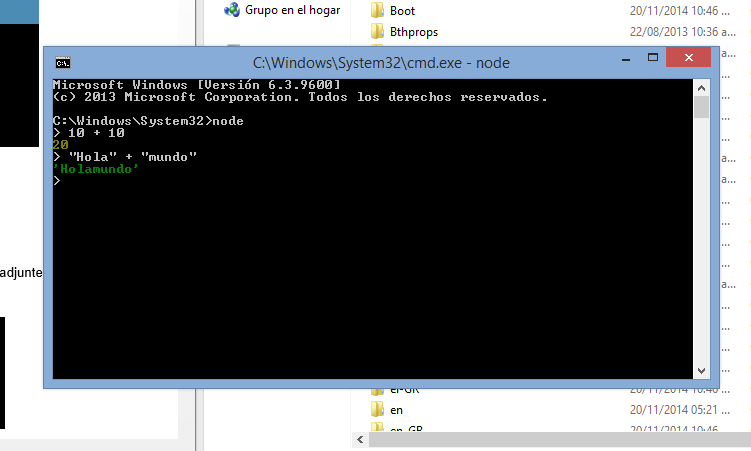 Grupo en el hogar
Boot
20/11/2014 10:46 ...
Bthprops
22/08/2013 10:36 a...
C:\Windows\System32\cmd.exe - node
C:\.
Microsoft Windows [Versión 6.3.9600]
(c) 2013 Microsoft Corporation. Todos los derechos reservados.
C:\Windows\System32>node
> 10 + 10
20
> "Hola" + "mundo"
'Holamundo'
>
adjunte
el-GR
20/11/2014 10:46 ...
en
20/11/2014 05:21 ...
en-GB
20/11/2014 10:46